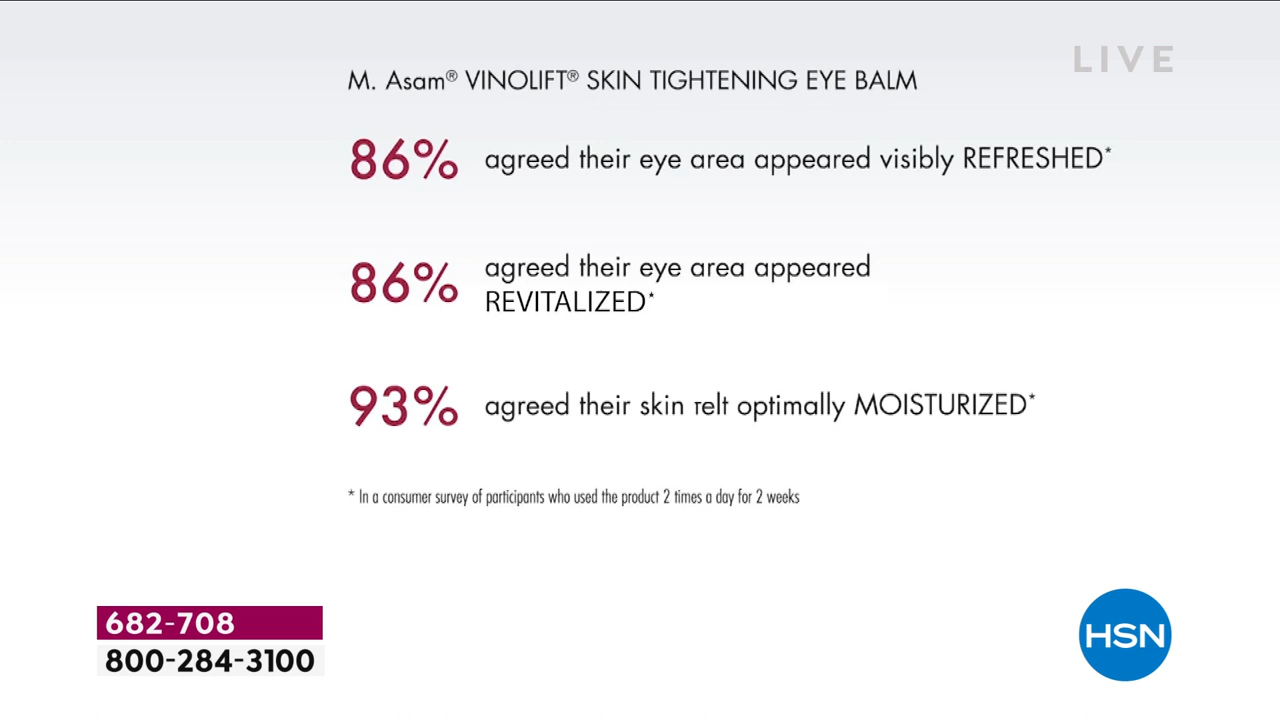 LIVE
M. Asam® VINOLIFT® SKIN TIGHTENING EYE BALM
86% agreed their eye area appeared visibly REFRESHED*
86% agreed their eye area appeared
REVITALIZED*
93% agreed their skin тelt optimally MOISTURIZED*
* In a consumer survey of participants who used the product 2 times a day for 2 weeks
682-708
800-284-3100
HSN